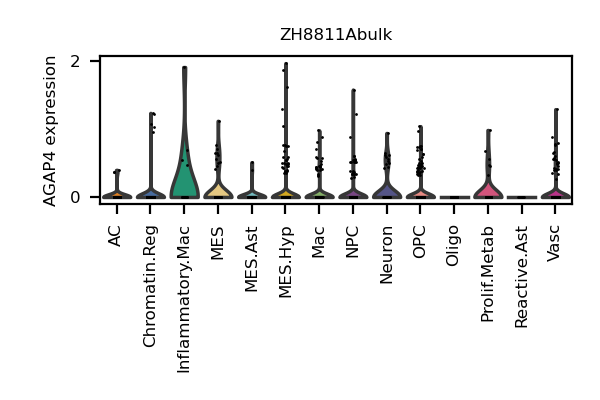 ZH8811Abulk
AGAP4 expression
2
0
AC
Chromatin.Reg
Inflammatory.Mac
MES
MES.Ast
MES.Hyp
Mac
NPC
Neuron
OPC
Oligo
Prolif.Metab
Reactive.Ast
Vasc